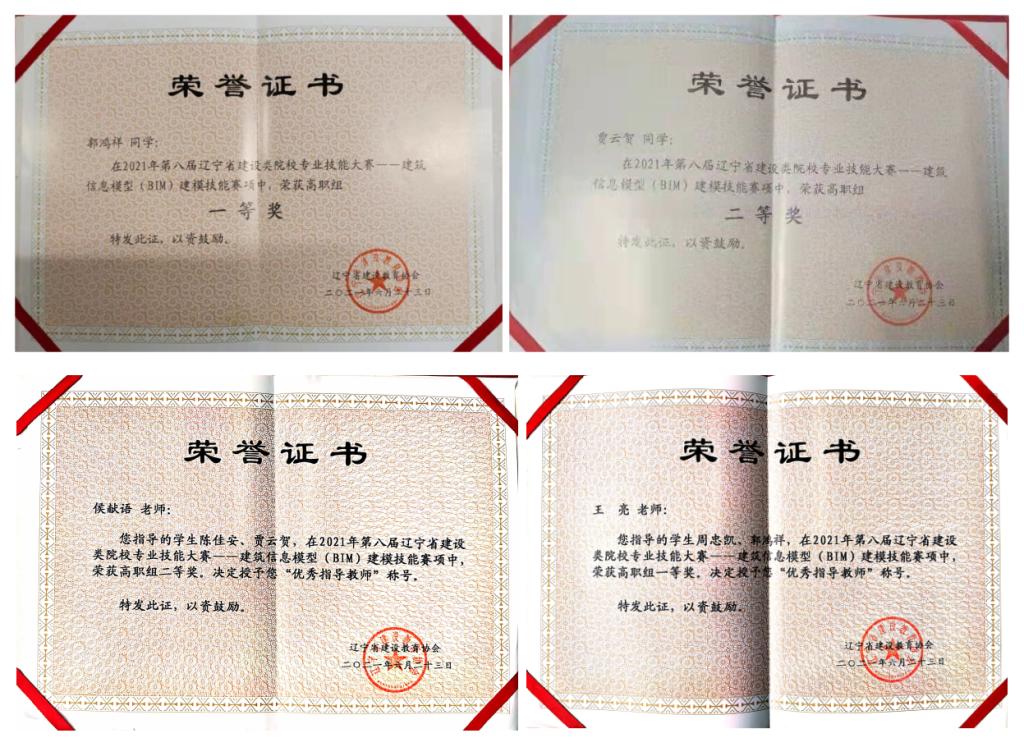 荣誉证书
郭鸿祥 同学：
在2021年第八届辽宁省建设类院校专业技能大赛——建筑
信息模型（BIM）建模技能赛项中，荣获高职组
一等奖
特发此证，以资鼓励。
辽宁省建设教育协会
二〇二一年六月二十三日
荣誉证书
贾云贺 同学：
在2021年第八届辽宁省建设类院校专业技能大赛——建筑
信息模型（BIM）建模技能赛项中，荣获高职组
二等奖
特发此证，以资鼓励。
辽宁省建设教育协会
二〇二一年六月二十三日
荣誉证书
侯献语 老师：
您指导的学生陈佳安、贾云贺，在2021年第八届辽宁省建设
类院校专业技能大赛——建筑信息模型（BIM）建模技能赛项中，
荣获高职组二等奖。决定授予您“优秀指导教师”称号。
特发此证，以资鼓励。
辽宁省建设教育协会
二〇二一年六月二十三日
荣誉证书
王 亮 老师：
您指导的学生周忠凯、郭鸿祥，在2021年第八届辽宁省建设
类院校专业技能大赛——建筑信息模型（BIM）建模技能赛项中，
荣获高职组一等奖。决定授予您“优秀指导教师”称号。
特发此证，以资鼓励。
辽宁省建设教育协会
二〇二一年六月二十三日